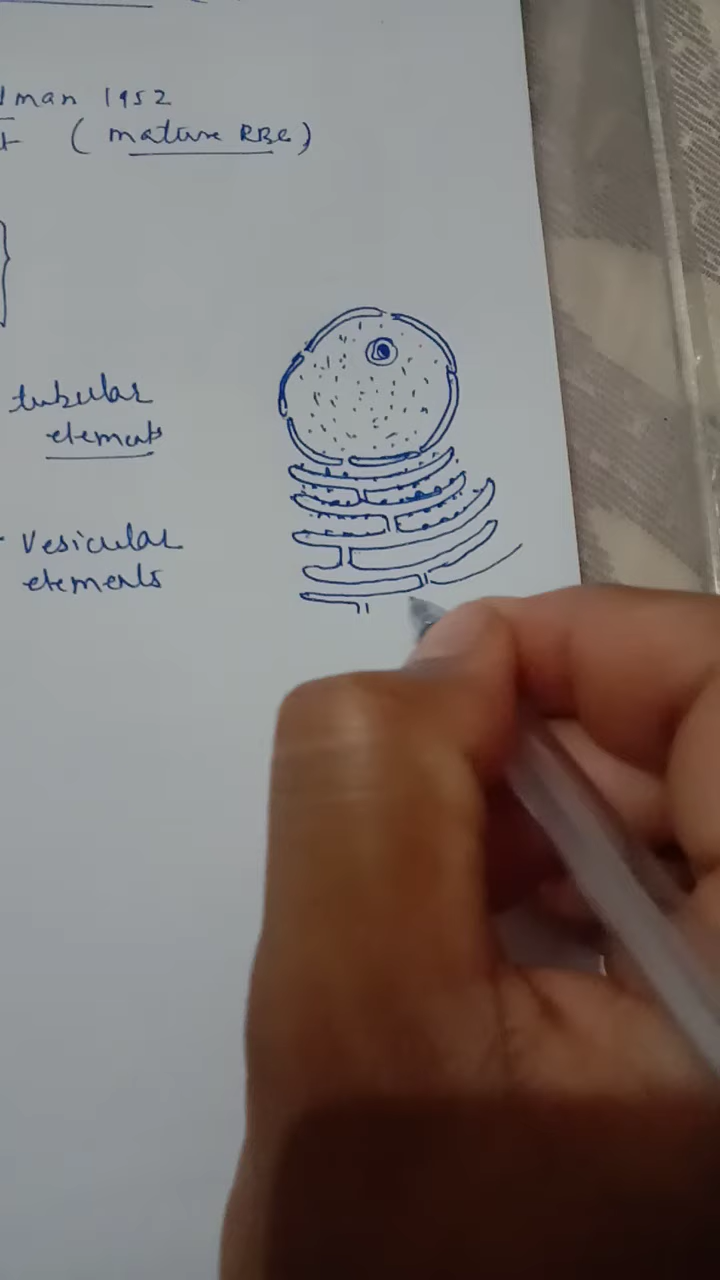 man 1952
( mature RBC )
tubular
elements
Vesicular
elements